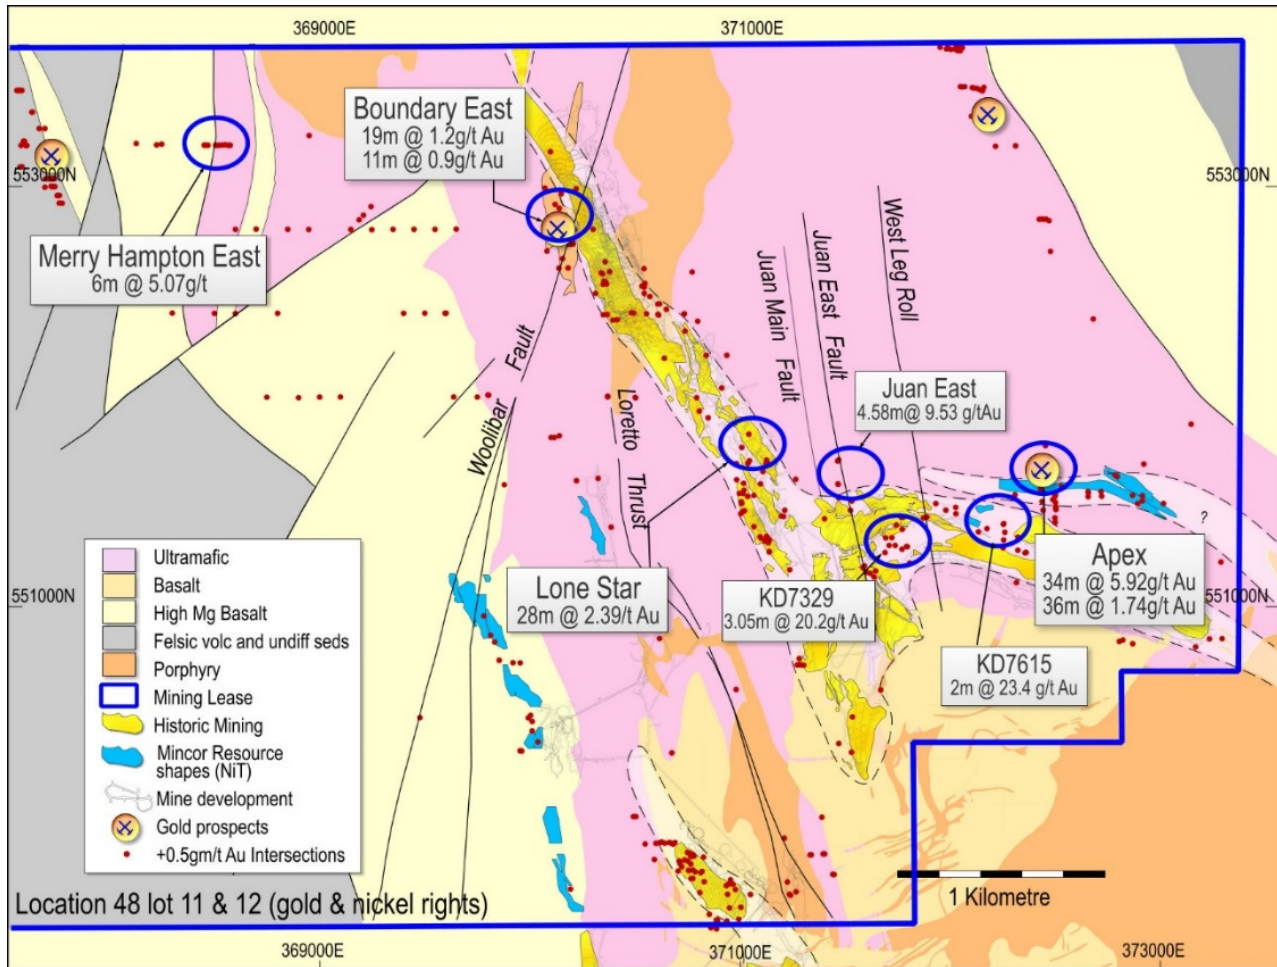 369000E
371000E
Boundary East
19m @ 1.2g/t Au
11m @ 0.9g/t Au
553000N
553000N
Merry Hampton East
6m @ 5.07g/t
West Leg Roll
Juan East Fault
Juan Main Fault
Woolibar Fault
Loretto Thrust
Juan East
4.58m@ 9.53 g/tAu
?
Ultramafic
Basalt
High Mg Basalt
Felsic volc and undiff seds
Porphyry
Mining Lease
Historic Mining
Mincor Resource
shapes (NiT)
Mine development
Gold prospects
+0.5gm/t Au Intersections
Lone Star
28m @ 2.39/t Au
KD7329
3.05m @ 20.2g/t Au
Apex
34m @ 5.92g/t Au
36m @ 1.74g/t Au
551000N
551000N
KD7615
2m @ 23.4 g/t Au
1 Kilometre
Location 48 lot 11 & 12 (gold & nickel rights)
369000E
371000E
373000E